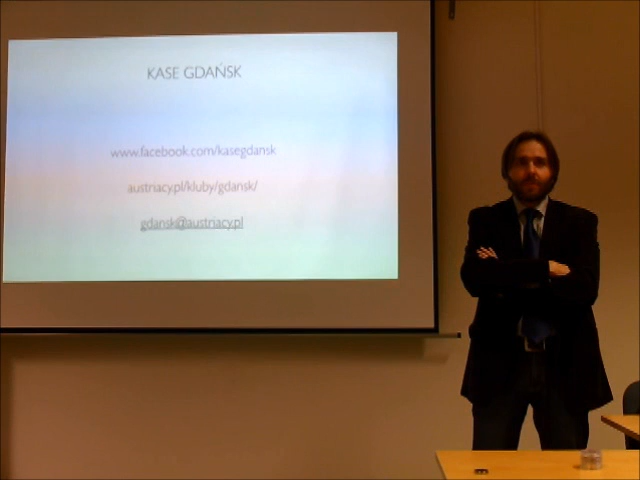 KASE GDAŃSK
www.facebook.com/kasegdansk
austriacy.pl/kluby/gdansk/
gdansk@austriacy.pl